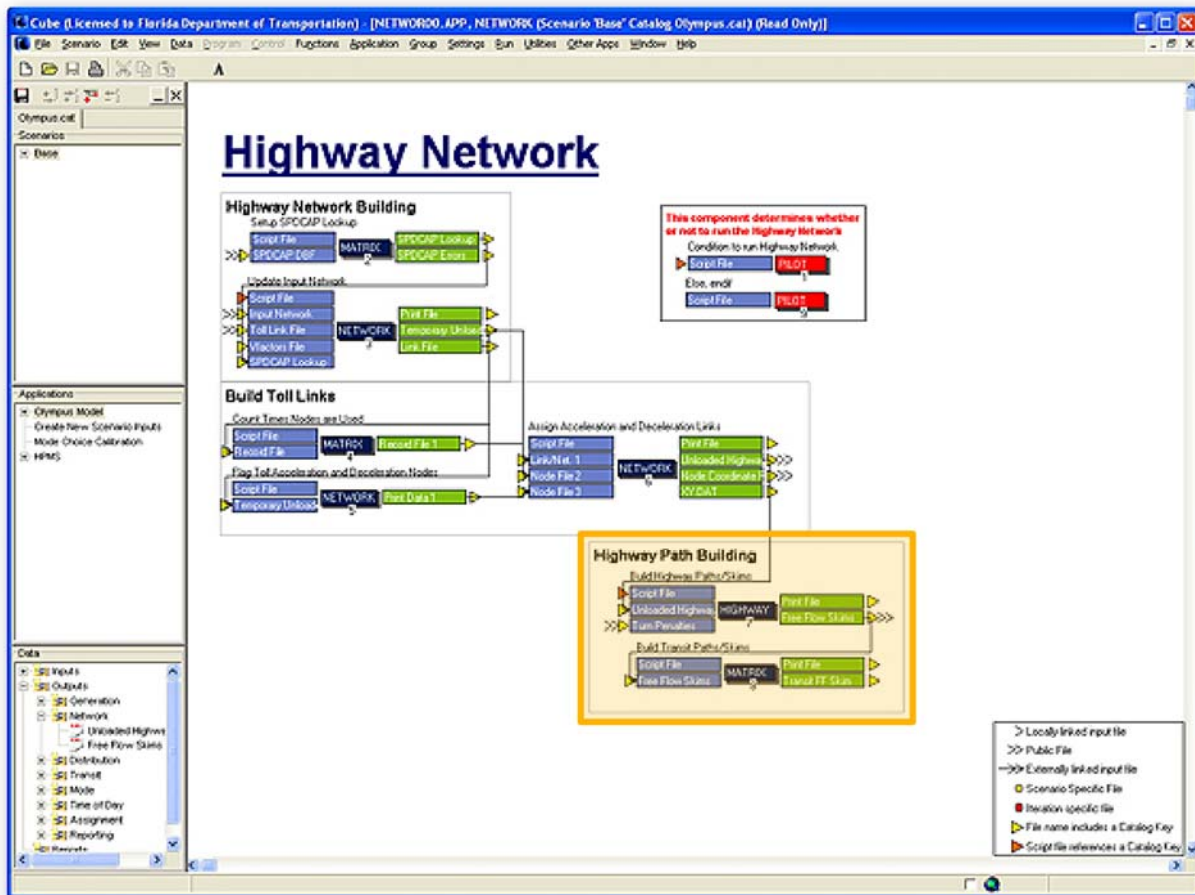 Cube (Licensed to Florida Department of Transportation) - [NETWORD0.APP , NETWORK (Scenario 'Base' Catalog Olympus.cat) (Read Only)]
File Scenario Edit View Data Program Control Functions Application Group Settings Run Utilities Other Apps Window Help
Olympus.cat
Scenarios
Base
Applications
Olympus Model
Create New Scenario Inputs
Mode Choice Calibration
HPMS
Data
Inputs
Outputs
Generation
Network
Unloaded Highwa
Free Flow Skims
Distribution
Transit
Mode
Time of Day
Assignment
Reporting
Reports
Highway Network
Highway Network Building
Setup SPDCAP Lookup
Script File
SPDCAP DBF
MATRIX
2
SPDCAP Lookup
SPDCAP Errors
Update Input Network
Script File
Input Network
Toll Link File
Vfactors File
SPDCAP Lookup
NETWORK
3
Print File
Temporary Unload
Link File
This component determines whether
or not to run the Highway Network
Condition to run Highway Network
Script File
PILOT
1
Else, endif
Script File
PILOT
9
Build Toll Links
Count Times Nodes are Used
Script File
Record File
MATRIX
4
Record File 1
Flag Toll Acceleration and Deceleration Nodes
Script File
Temporary Unload
NETWORK
5
Print Data 1
Assign Acceleration and Deceleration Links
Script File
Link/Net. 1
Node File 2
Node File 3
NETWORK
6
Print File
Unloaded Highwa
Node Coordinate F
XY.DAT
Highway Path Building
Build Highway Paths/Skims
Script File
Unloaded Highwa
Turn Penalties
HIGHWAY
7
Print File
Free Flow Skims
Build Transit Paths/Skims
Script File
Free Flow Skims
MATRIX
8
Print File
Transit FF Skim
Locally linked input file
Public File
Externally linked input file
Scenario Specific File
Iteration specific file
File name includes a Catalog Key
Script file references a Catalog Key